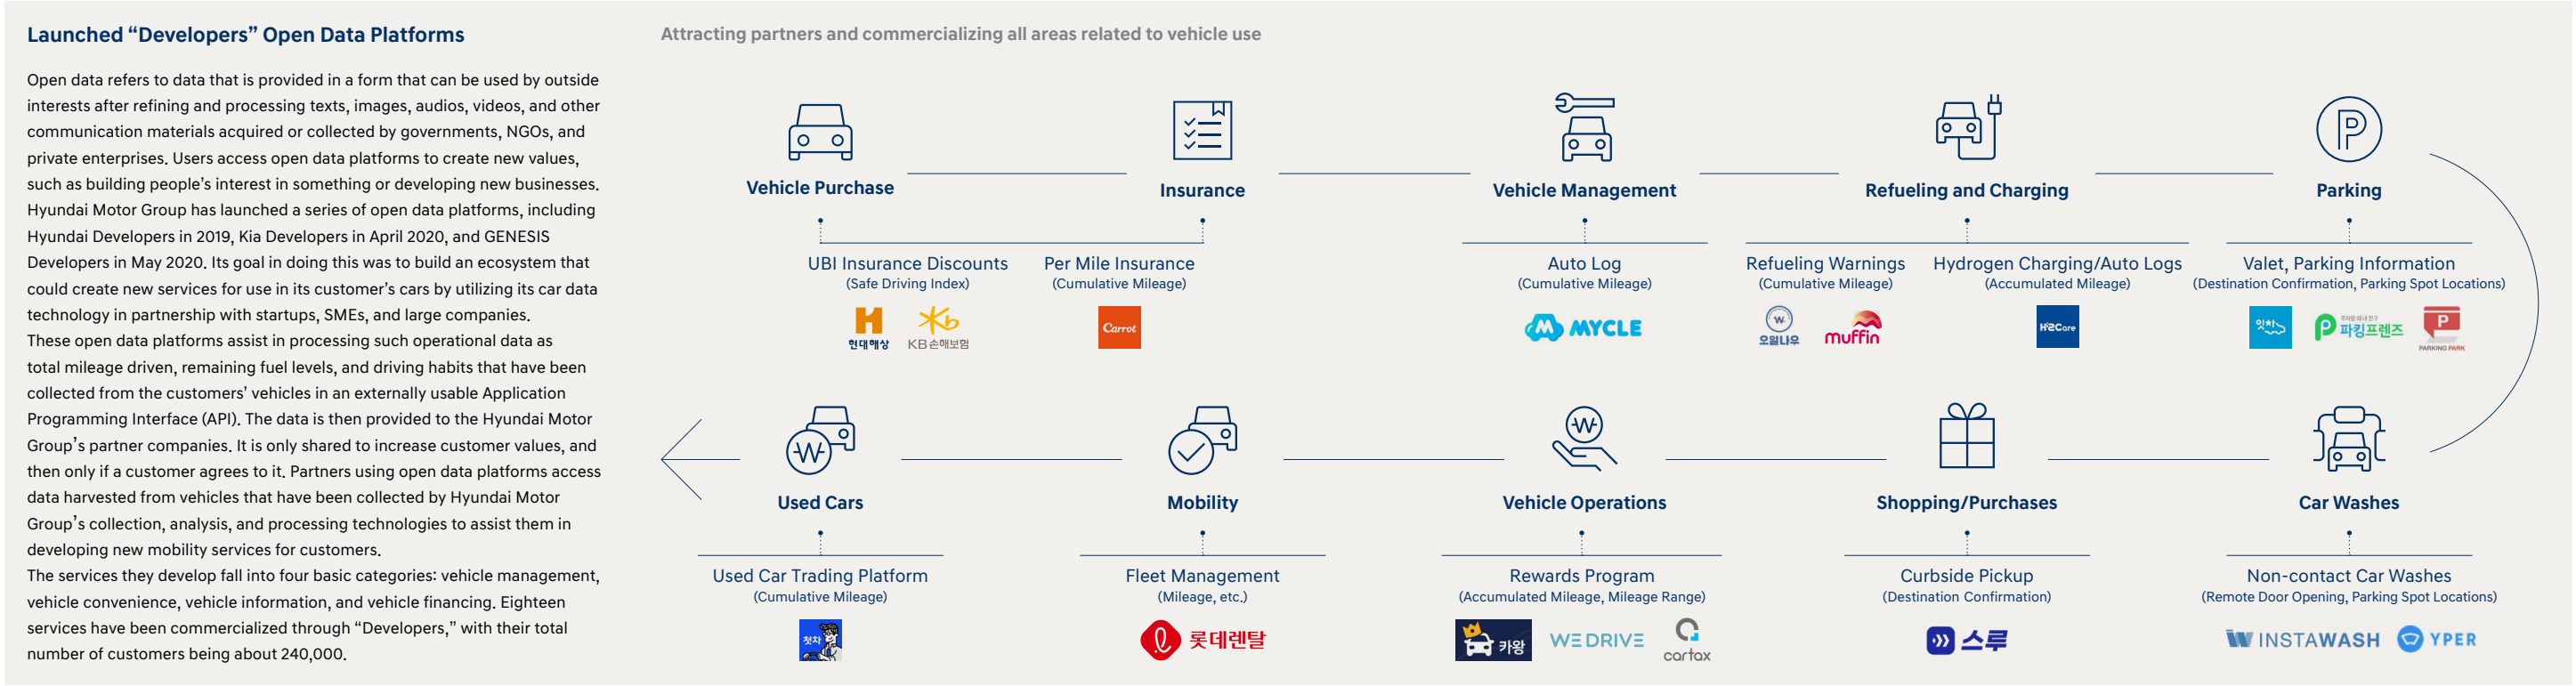 Launched “Developers” Open Data Platforms
Open data refers to data that is provided in a form that can be used by outside
interests after refining and processing texts, images, audios, videos, and other
communication materials acquired or collected by governments, NGOs, and
private enterprises. Users access open data platforms to create new values,
such as building people’s interest in something or developing new businesses.
Hyundai Motor Group has launched a series of open data platforms, including
Hyundai Developers in 2019, Kia Developers in April 2020, and GENESIS
Developers in May 2020. Its goal in doing this was to build an ecosystem that
could create new services for use in its customer’s cars by utilizing its car data
technology in partnership with startups, SMEs, and large companies.
These open data platforms assist in processing such operational data as
total mileage driven, remaining fuel levels, and driving habits that have been
collected from the customers’ vehicles in an externally usable Application
Programming Interface (API). The data is then provided to the Hyundai Motor
Group’s partner companies. It is only shared to increase customer values, and
then only if a customer agrees to it. Partners using open data platforms access
data harvested from vehicles that have been collected by Hyundai Motor
Group’s collection, analysis, and processing technologies to assist them in
developing new mobility services for customers.
The services they develop fall into four basic categories: vehicle management,
vehicle convenience, vehicle information, and vehicle financing. Eighteen
services have been commercialized through “Developers,” with their total
number of customers being about 240,000.
Attracting partners and commercializing all areas related to vehicle use
Vehicle Purchase
Insurance
UBI Insurance Discounts
(Safe Driving Index)
현대해상
KB손해보험
Per Mile Insurance
(Cumulative Mileage)
Carrot
Vehicle Management
Auto Log
(Cumulative Mileage)
MYCLE
Refueling and Charging
Refueling Warnings
(Cumulative Mileage)
오일나우
muffin
Hydrogen Charging/Auto Logs
(Accumulated Mileage)
H2Care
P
Parking
Valet, Parking Information
(Destination Confirmation, Parking Spot Locations)
잇차
파킹프렌즈
P
PARKING PARK
Used Cars
Used Car Trading Platform
(Cumulative Mileage)
첫차
Mobility
Fleet Management
(Mileage, etc.)
롯데렌탈
Vehicle Operations
Rewards Program
(Accumulated Mileage, Mileage Range)
카왕
WEDRIVE
cartax
Shopping/Purchases
Curbside Pickup
(Destination Confirmation)
스루
Car Washes
Non-contact Car Washes
(Remote Door Opening, Parking Spot Locations)
INSTAWASH
YPER